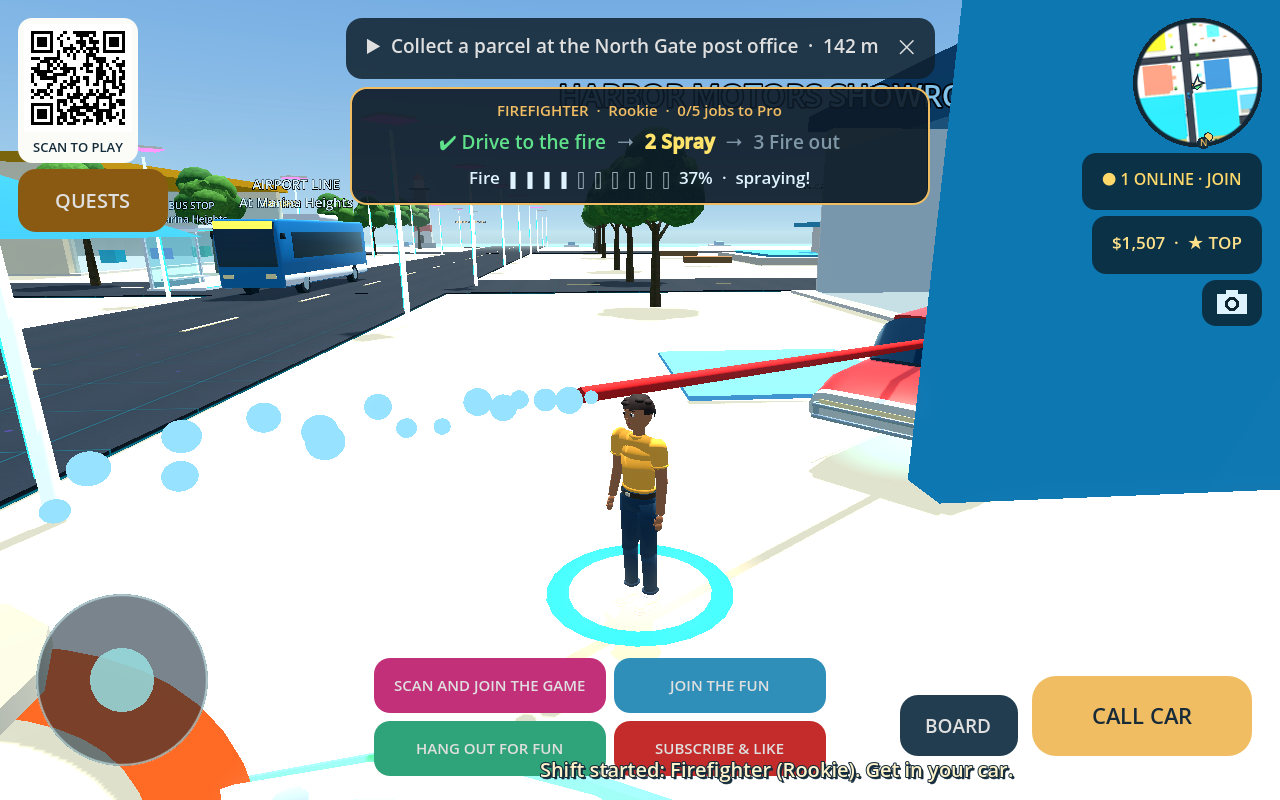 SCAN TO PLAY
QUESTS
▶ Collect a parcel at the North Gate post office · 142 m ✕
HARBOR MOTORS
FIREFIGHTER · Rookie · 0/5 jobs to Pro
✔ Drive to the fire → 2 Spray → 3 Fire out
Fire 37% · spraying!
AIRPORT LINE
At Marina Heights
BUS STOP
arina Heights
N
1 ONLINE · JOIN
$1,507 · ★ TOP
SCAN AND JOIN THE GAME
JOIN THE FUN
HANG OUT FOR FUN
SUBSCRIBE & LIKE
BOARD
CALL CAR
Shift started: Firefighter (Rookie). Get in your car.